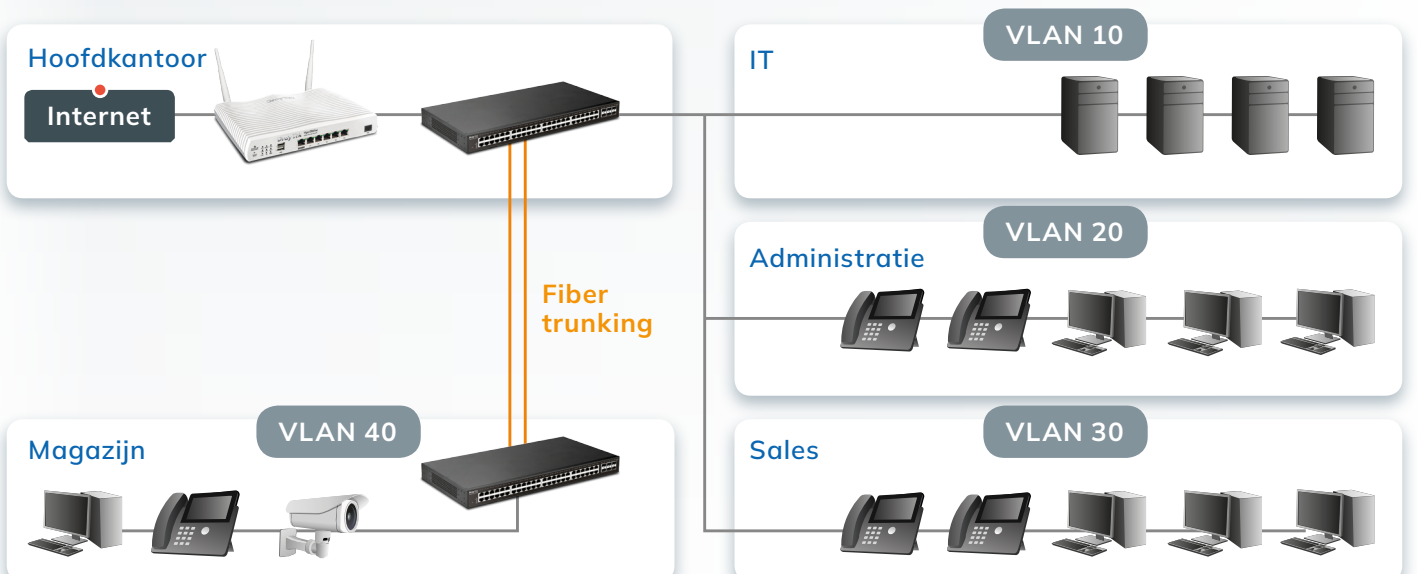 Hoofdkantoor
Internet
VLAN 10
IT
VLAN 20
Administratie
Fiber
trunking
VLAN 40
Magazijn
VLAN 30
Sales